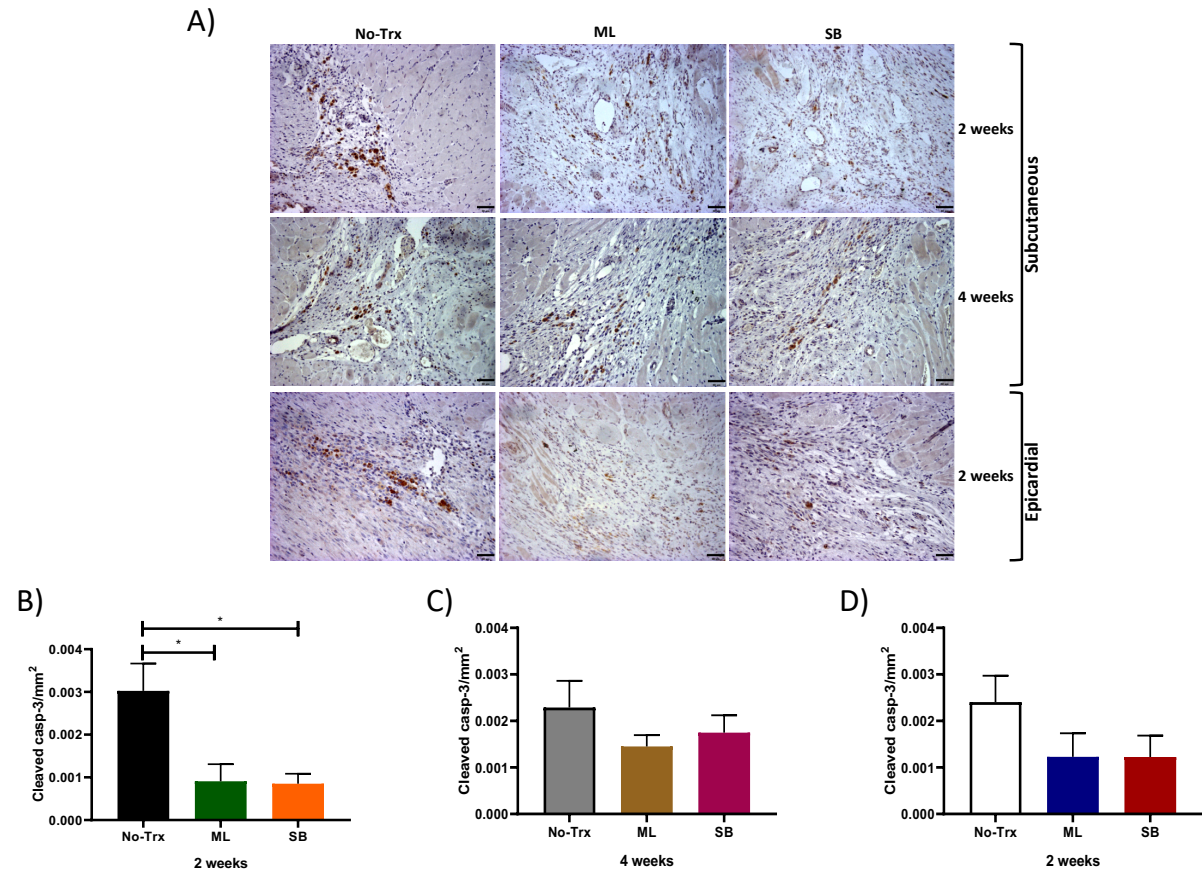 A)
No-Trx ML SB
2 weeks
Subcutaneous
4 weeks
2 weeks
Epicardial
B)
*
*
Cleaved casp-3/mm²
0.004
0.003
0.002
0.001
0.000
No-Trx ML SB
2 weeks
C)
Cleaved casp-3/mm²
0.004
0.003
0.002
0.001
0.000
No-Trx ML SB
4 weeks
D)
Cleaved casp-3/mm²
0.004
0.003
0.002
0.001
0.000
No-Trx ML SB
2 weeks